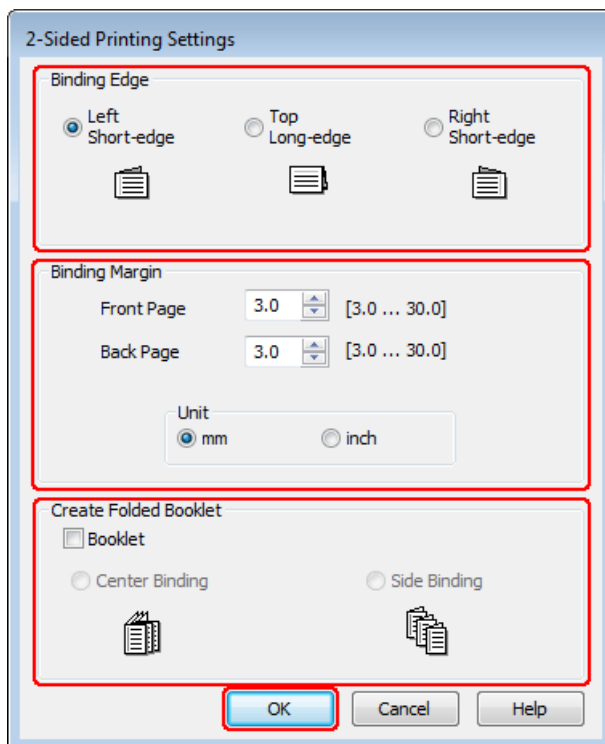 2-Sided Printing Settings
Binding Edge
Left
Short-edge
Top
Long-edge
Right
Short-edge
Binding Margin
Front Page 3.0 [3.0 ... 30.0]
Back Page 3.0 [3.0 ... 30.0]
Unit
mm inch
Create Folded Booklet
Booklet
Center Binding Side Binding
OK Cancel Help